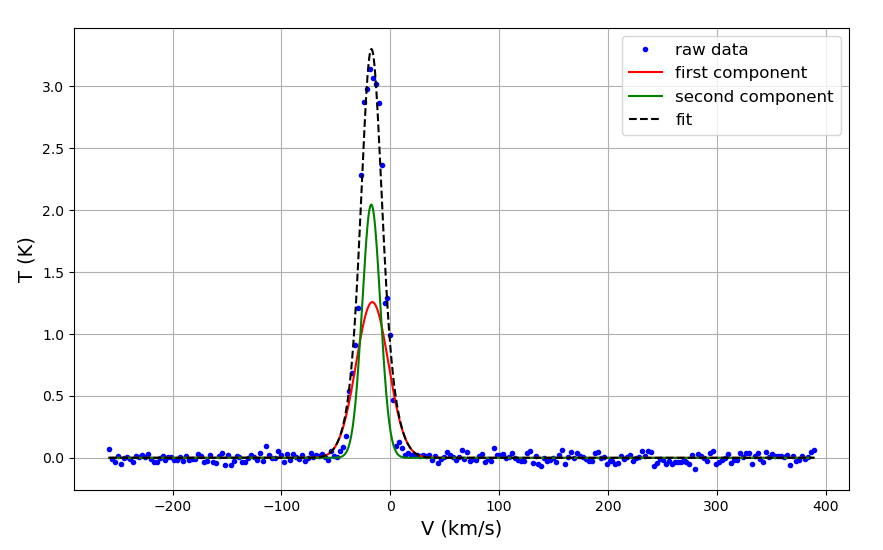 raw data
first component
second component
fit
3.0
2.5
2.0
1.5
1.0
0.5
0.0
T (K)
−200 −100 0 100 200 300 400
V (km/s)